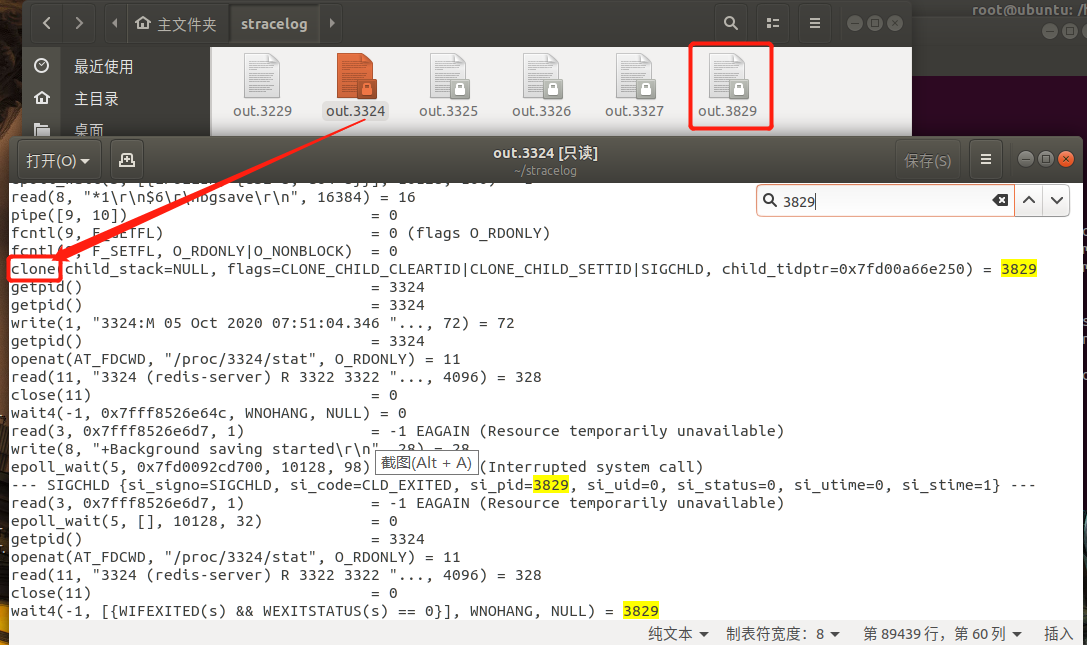 root@ubuntu: /h
主文件夹
stracelog
最近使用
主目录
桌面
out.3229
out.3324
out.3325
out.3326
out.3327
out.3829
打开(O)
out.3324 [只读]
~/stracelog
保存(S)
3829
read(8, "*1\r\n$6\r\nbgsave\r\n", 16384) = 16
pipe([9, 10]) = 0
fcntl(9, F_GETFL) = 0 (flags O_RDONLY)
fcntl(9, F_SETFL, O_RDONLY|O_NONBLOCK) = 0
clone(child_stack=NULL, flags=CLONE_CHILD_CLEARTID|CLONE_CHILD_SETTID|SIGCHLD, child_tidptr=0x7fd00a66e250) = 3829
getpid() = 3324
getpid() = 3324
write(1, "3324:M 05 Oct 2020 07:51:04.346 "..., 72) = 72
getpid() = 3324
openat(AT_FDCWD, "/proc/3324/stat", O_RDONLY) = 11
read(11, "3324 (redis-server) R 3322 3322 "..., 4096) = 328
close(11) = 0
wait4(-1, 0x7fff8526e64c, WNOHANG, NULL) = 0
read(3, 0x7fff8526e6d7, 1) = -1 EAGAIN (Resource temporarily unavailable)
write(8, "+Background saving started\r\n", 28) = 28
epoll_wait(5, 0x7fd0092cd700, 10128, 98) (Interrupted system call)
截图(Alt + A)
--- SIGCHLD {si_signo=SIGCHLD, si_code=CLD_EXITED, si_pid=3829, si_uid=0, si_status=0, si_utime=0, si_stime=1} ---
read(3, 0x7fff8526e6d7, 1) = -1 EAGAIN (Resource temporarily unavailable)
epoll_wait(5, [], 10128, 32) = 0
getpid() = 3324
openat(AT_FDCWD, "/proc/3324/stat", O_RDONLY) = 11
read(11, "3324 (redis-server) R 3322 3322 "..., 4096) = 328
close(11) = 0
wait4(-1, [{WIFEXITED(s) && WEXITSTATUS(s) == 0}], WNOHANG, NULL) = 3829
纯文本 制表符宽度: 8 第 89439 行，第 60 列 插入